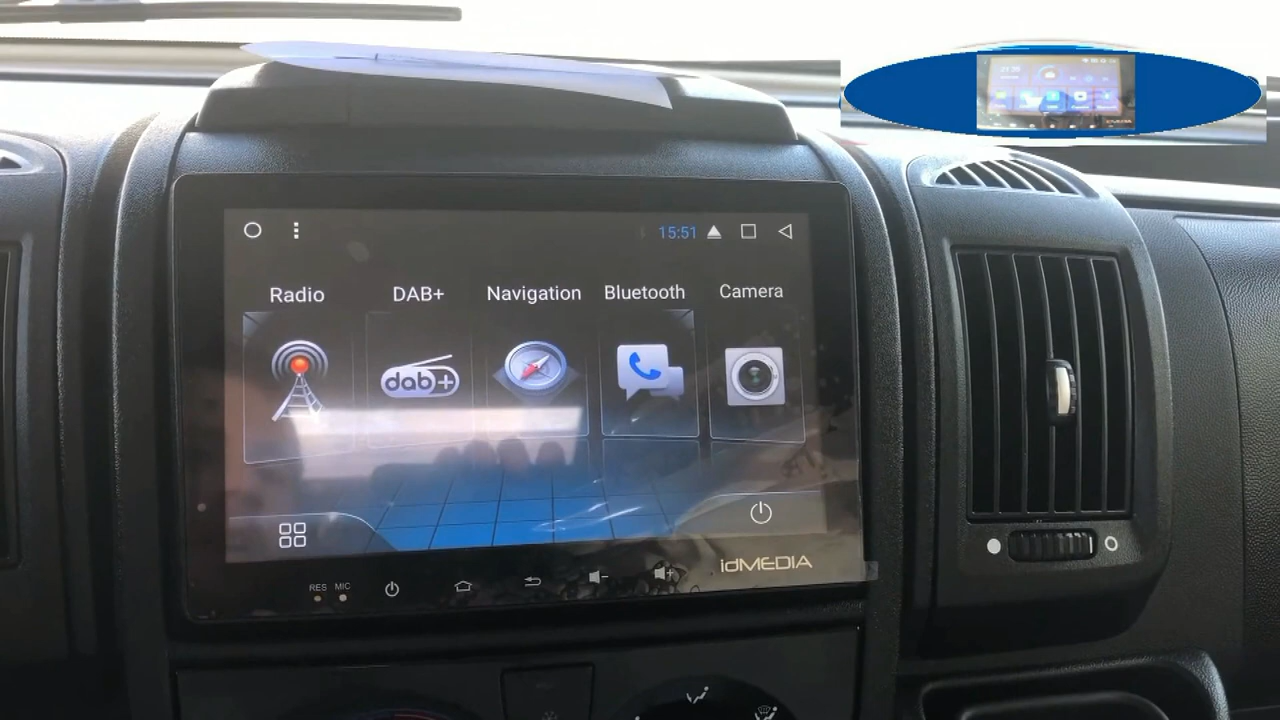 15:51
Radio DAB+ Navigation Bluetooth Camera
dab+
idMEDIA
RES MIC